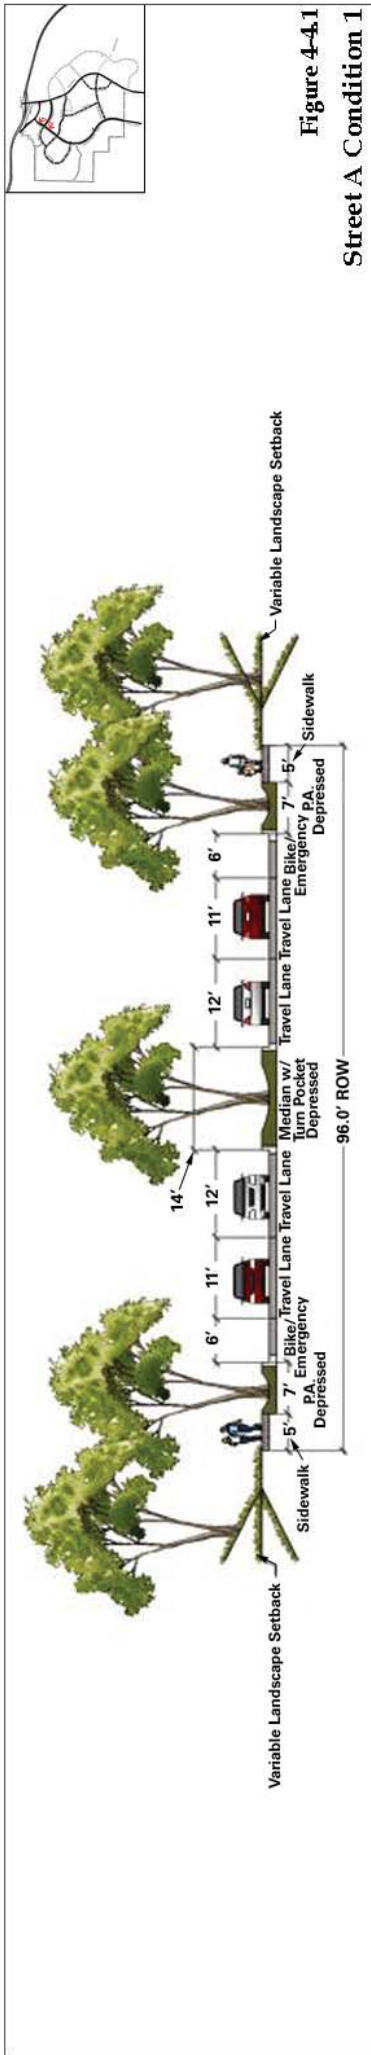 Variable Landscape Setback
Sidewalk
5'
7'
P.A.
Depressed
6'
Bike/
Emergency
11'
Travel Lane
12'
Travel Lane
14'
Median w/
Turn Pocket
Depressed
12'
Travel Lane
11'
Travel Lane
6'
Bike/
Emergency
7'
P.A.
Depressed
5'
Sidewalk
Variable Landscape Setback
96.0' ROW
Figure 4-4.1
Street A Condition 1